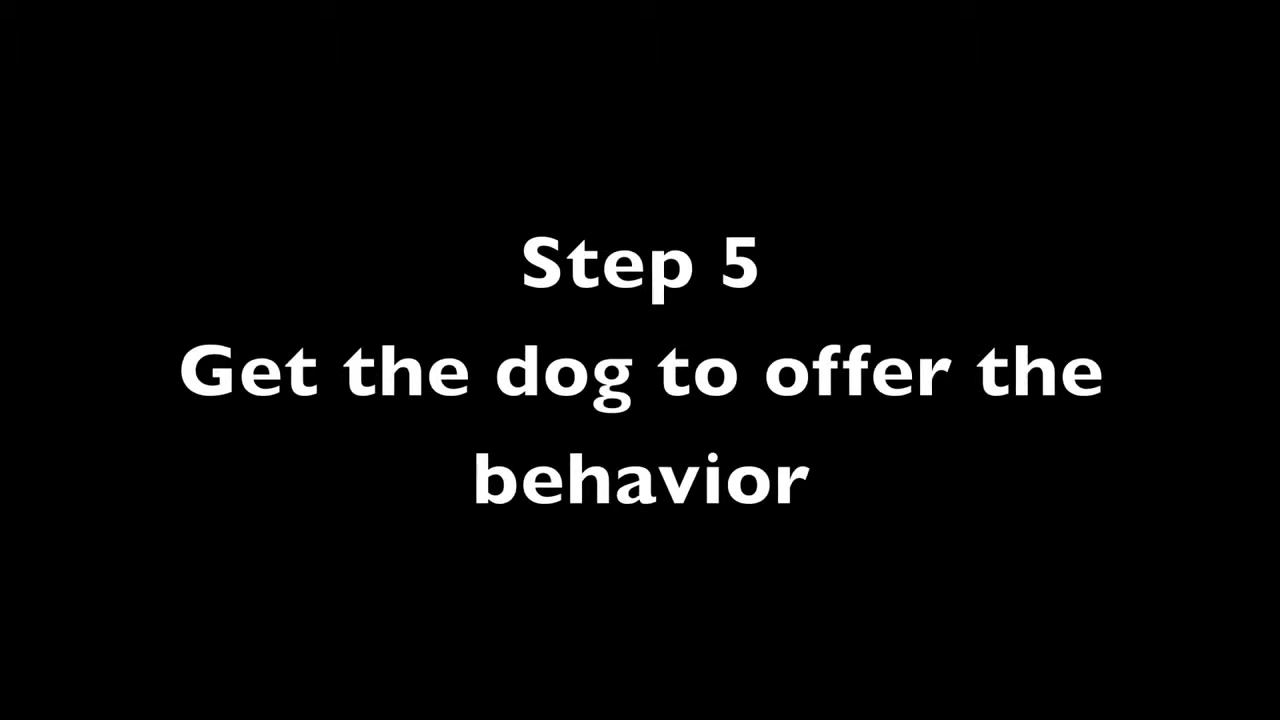 Step 5
Get the dog to offer the
behavior